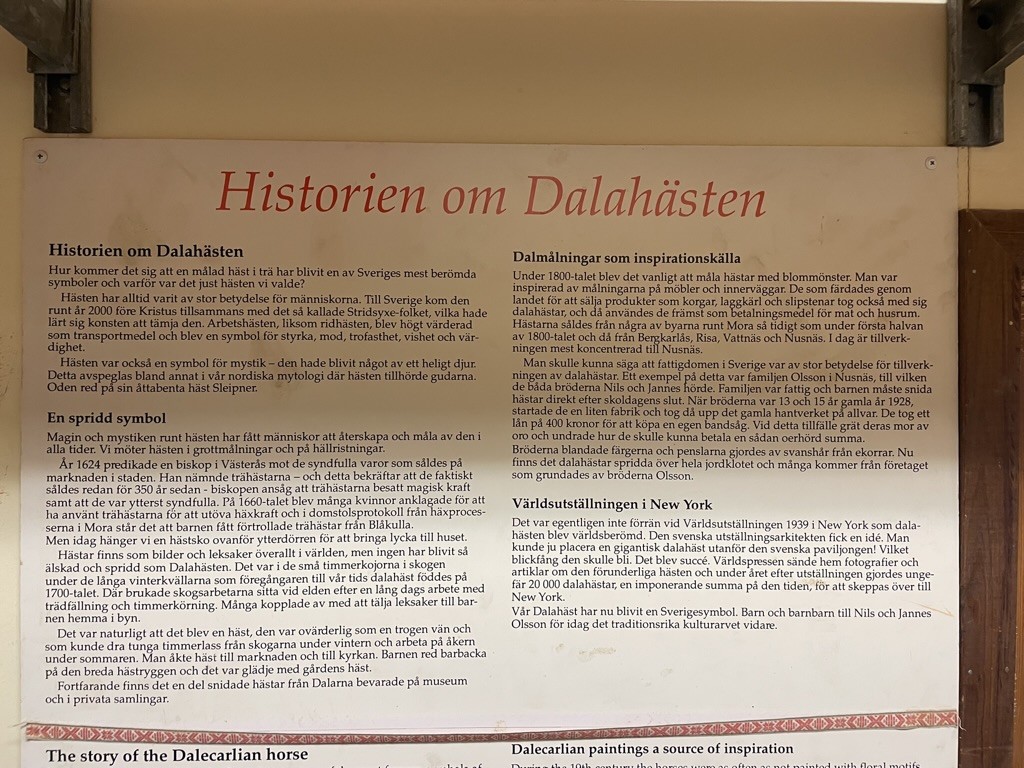 Historien om Dalahästen
Historien om Dalahästen
Hur kommer det sig att en målad häst i trä har blivit en av Sveriges mest berömda
symboler och varför var det just hästen vi valde?
Hästen har alltid varit av stor betydelse för människorna. Till Sverige kom den
runt år 2000 före Kristus tillsammans med det så kallade Stridsyxe-folket, vilka hade
lärt sig konsten att tämja den. Arbetshästen, liksom ridhästen, blev högt värderad
som transportmedel och blev en symbol för styrka, mod, trofasthet, vishet och vär-
dighet.
Hästen var också en symbol för mystik – den hade blivit något av ett heligt djur.
Detta avspeglas bland annat i vår nordiska mytologi där hästen tillhörde gudarna.
Oden red på sin åttabenta häst Sleipner.
En spridd symbol
Magin och mystiken runt hästen har fått människor att återskapa och måla av den i
alla tider. Vi möter hästen i grottmålningar och på hällristningar.
År 1624 predikade en biskop i Västerås mot de syndfulla varor som såldes på
marknaden i staden. Han nämnde trähästarna – och detta bekräftar att de faktiskt
såldes redan för 350 år sedan - biskopen ansåg att trähästarna besatt magisk kraft
samt att de var ytterst syndfulla. På 1660-talet blev många kvinnor anklagade för att
ha använt trähästarna för att utöva häxkraft och i domstolsprotokoll från häxproces-
serna i Mora står det att barnen fått förtrollade trähästar från Blåkulla.
Men idag hänger vi en hästsko ovanför ytterdörren för att bringa lycka till huset.
Hästar finns som bilder och leksaker överallt i världen, men ingen har blivit så
älskad och spridd som Dalahästen. Det var i de små timmerkojorna i skogen
under de långa vinterkvällarna som föregångaren till vår tids dalahäst föddes på
1700-talet. Där brukade skogsarbetarna sitta vid elden efter en lång dags arbete med
trädfällning och timmerkörning. Många kopplade av med att tälja leksaker till bar-
nen hemma i byn.
Det var naturligt att det blev en häst, den var ovärderlig som en trogen vän och
som kunde dra tunga timmerlass från skogarna under vintern och arbeta på åkern
under sommaren. Man åkte häst till marknaden och till kyrkan. Barnen red barbacka
på den breda hästryggen och det var glädje med gårdens häst.
Fortfarande finns det en del snidade hästar från Dalarna bevarade på museum
och i privata samlingar.
Dalmålningar som inspirationskälla
Under 1800-talet blev det vanligt att måla hästar med blommönster. Man var
inspirerad av målningarna på möbler och innerväggar. De som färdades genom
landet för att sälja produkter som korgar, laggkärl och slipstenar tog också med sig
dalahästar, och då användes de främst som betalningsmedel för mat och husrum.
Hästarna såldes från några av byarna runt Mora så tidigt som under första halvan
av 1800-talet och då från Bergkarlås, Risa, Vattnäs och Nusnäs. I dag är tillverk-
ningen mest koncentrerad till Nusnäs.
Man skulle kunna säga att fattigdomen i Sverige var av stor betydelse för tillverk-
ningen av dalahästar. Ett exempel på detta var familjen Olsson i Nusnäs, till vilken
de båda bröderna Nils och Jannes hörde. Familjen var fattig och barnen måste snida
hästar direkt efter skoldagens slut. När bröderna var 13 och 15 år gamla år 1928,
startade de en liten fabrik och tog då upp det gamla hantverket på allvar. De tog ett
lån på 400 kronor för att köpa en egen bandsåg. Vid detta tillfälle grät deras mor av
oro och undrade hur de skulle kunna betala en sådan oerhörd summa.
Bröderna blandade färgerna och penslarna gjordes av svanshår från ekorrar. Nu
finns det dalahästar spridda över hela jordklotet och många kommer från företaget
som grundades av bröderna Olsson.
Världsutställningen i New York
Det var egentligen inte förrän vid Världsutställningen 1939 i New York som dala-
hästen blev världsberömd. Den svenska utställningsarkitekten fick en idé. Man
kunde ju placera en gigantisk dalahäst utanför den svenska paviljongen! Vilket
blickfång den skulle bli. Det blev succé. Världspressen sände hem fotografier och
artiklar om den förunderliga hästen och under året efter utställningen gjordes unge-
fär 20 000 dalahästar, en imponerande summa på den tiden, för att skeppas över till
New York.
Vår Dalahäst har nu blivit en Sverigesymbol. Barn och barnbarn till Nils och Jannes
Olsson för idag det traditionsrika kulturarvet vidare.
The story of the Dalecarlian horse
Dalecarlian paintings a source of inspiration
During the 19th century the horses were as often as not painted with floral motifs